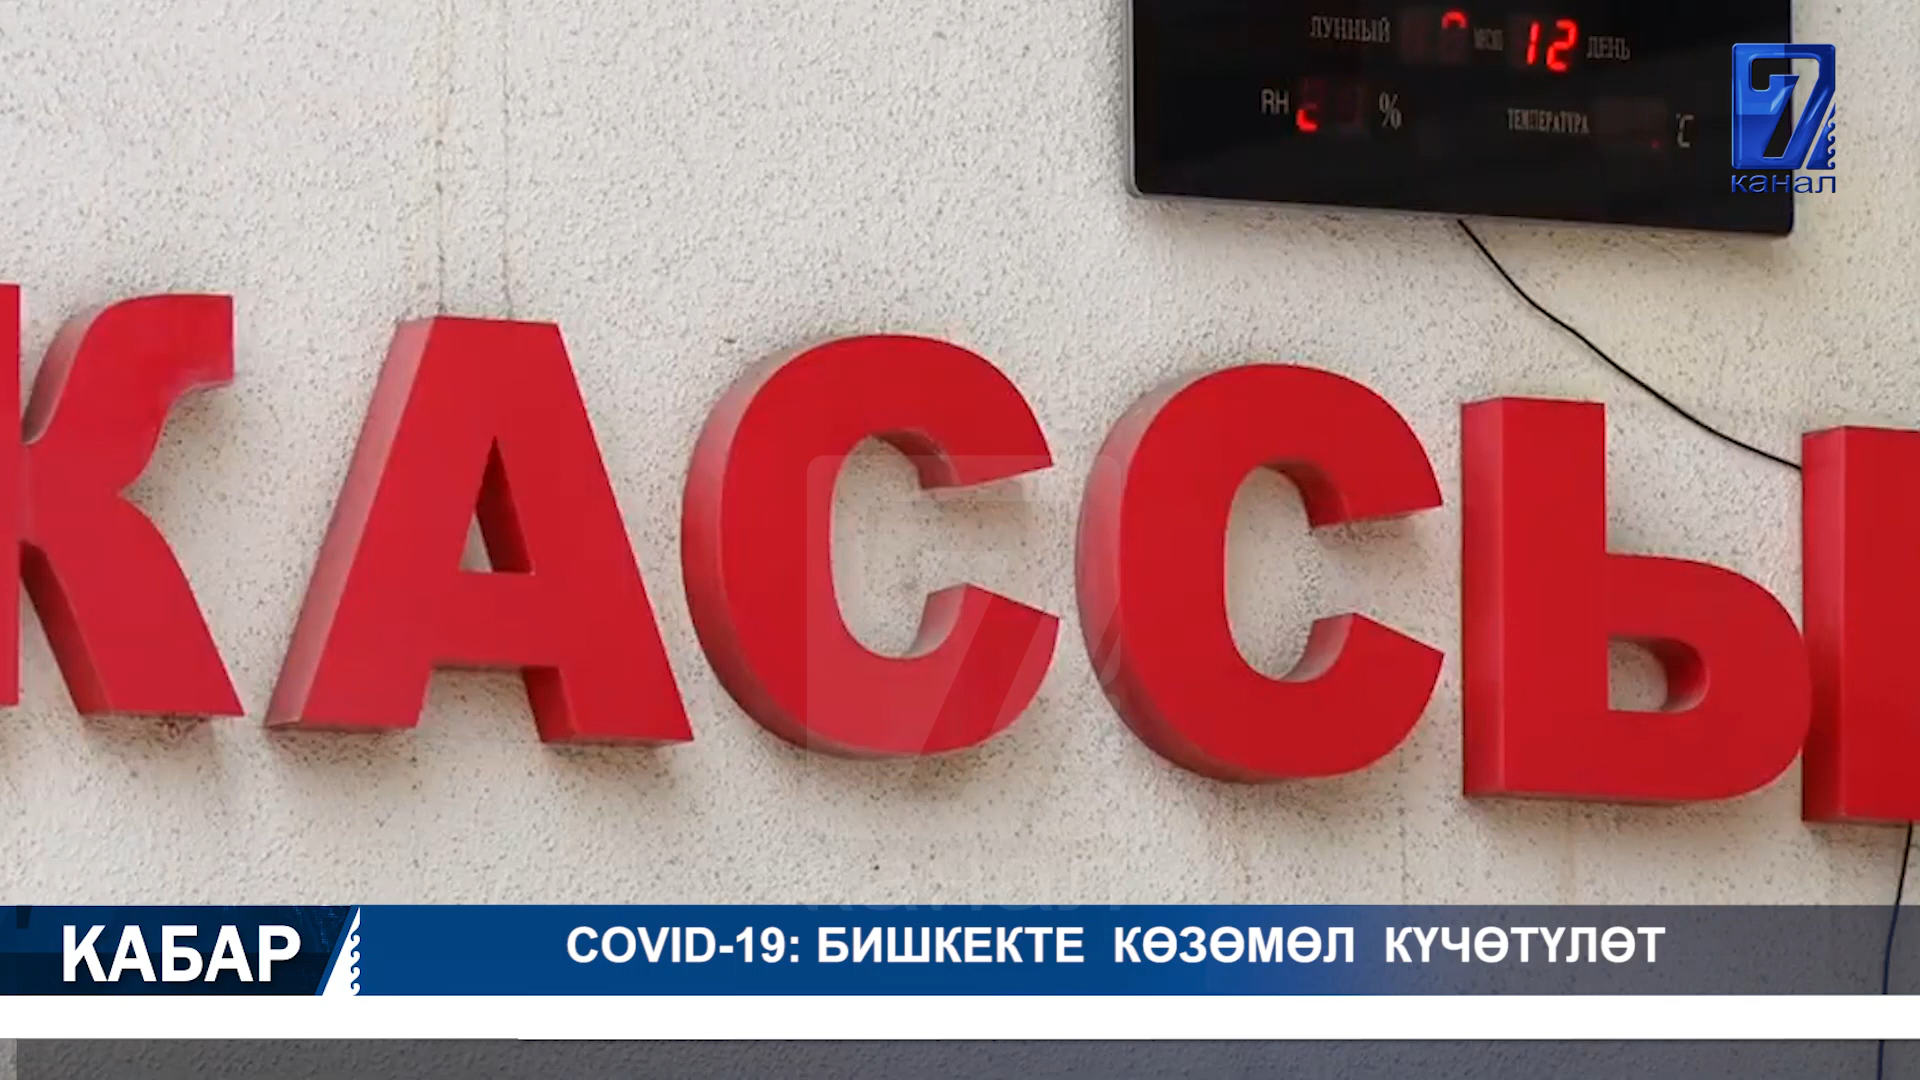 ЛУННЫЙ
12 ДЕНЬ
RH %
ТЕМПЕРАТУРА °C
7
канал
КАССЫ
КАБАР
COVID-19: БИШКЕКТЕ КӨЗӨМӨЛ КҮЧӨТҮЛӨТ